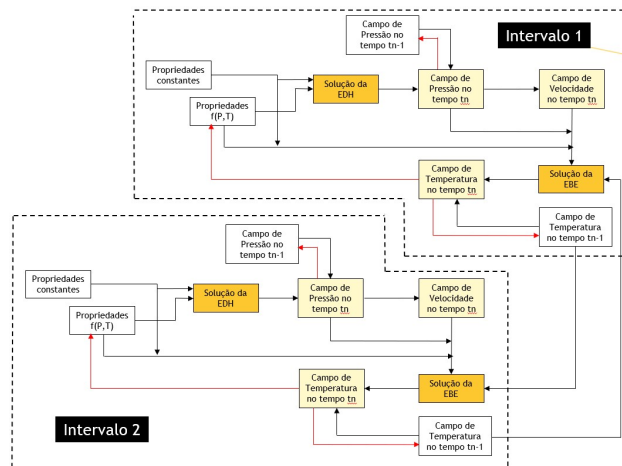 Campo de
Pressão no
tempo tn-1
Intervalo 1
Propriedades
constantes
Solução da
EDH
Campo de
Pressão no
tempo tn
Campo de
Velocidade
no tempo tn
Propriedades
f(P,T)
Campo de
Temperatura
no tempo tn
Solução da
EBE
Campo de
Temperatura
no tempo tn-1
Campo de
Pressão no
tempo tn-1
Propriedades
constantes
Solução da
EDH
Campo de
Pressão no
tempo tn
Campo de
Velocidade
no tempo tn
Propriedades
f(P,T)
Campo de
Temperatura
no tempo tn
Solução da
EBE
Intervalo 2
Campo de
Temperatura
no tempo tn-1